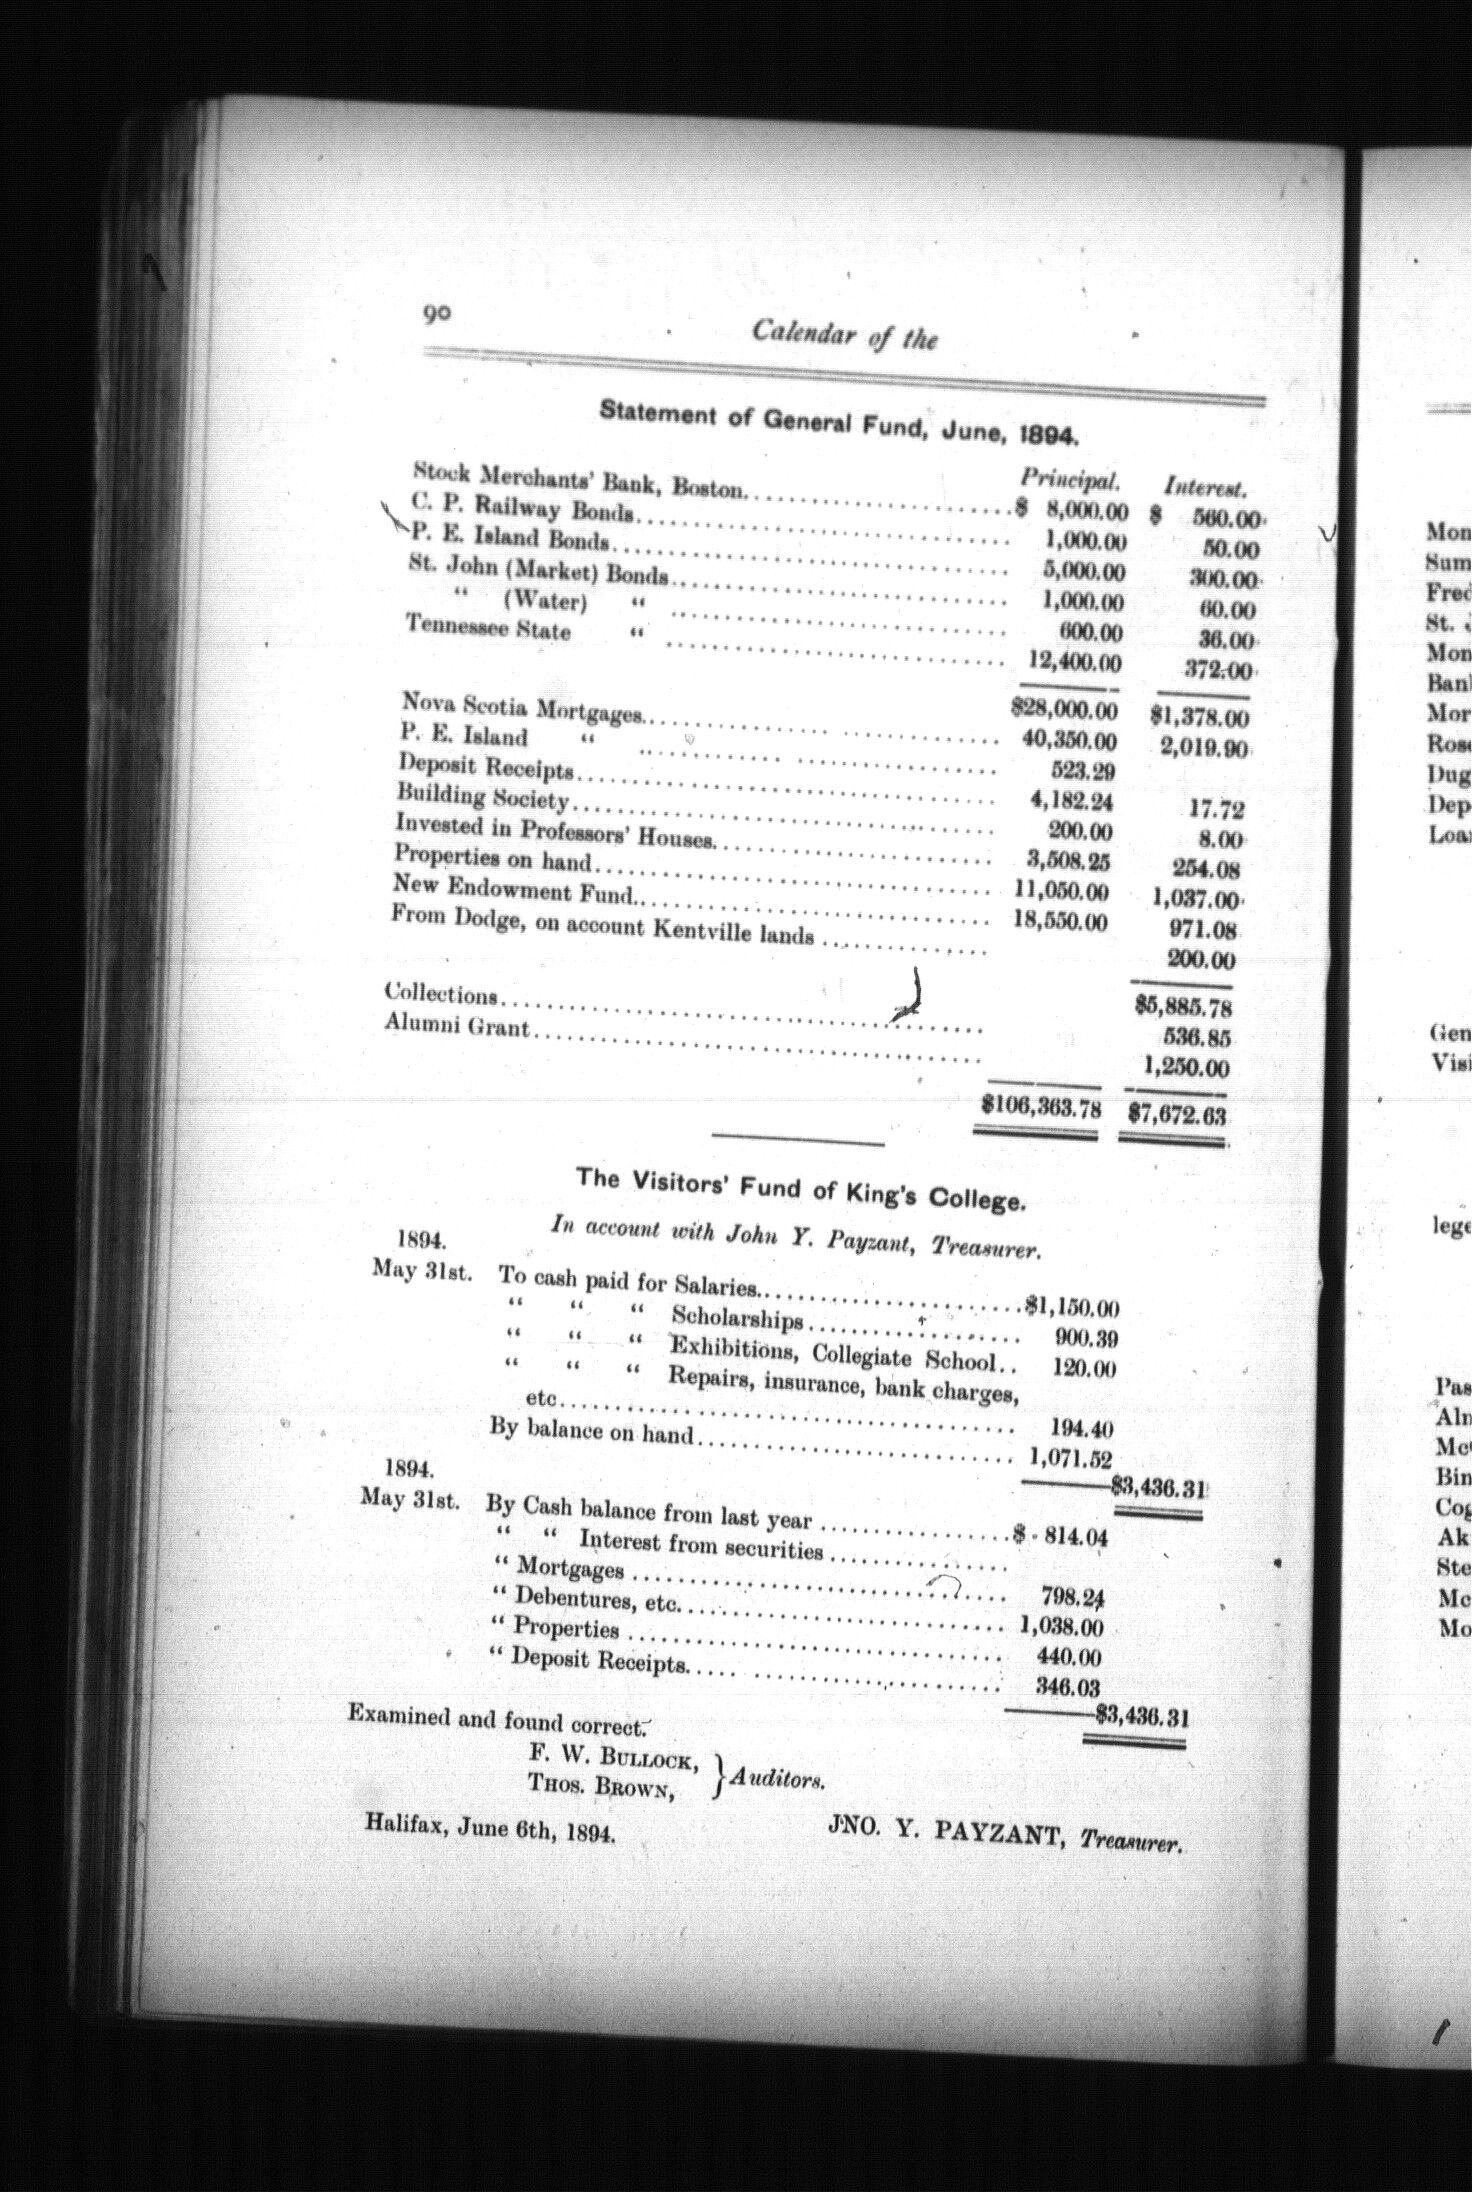 90
Calendar of the
Statement of General Fund, June, 1894.
Principal. Interest.
Stock Merchants' Bank, Boston....................$ 8,000.00 $ 560.00
C. P. Railway Bonds.................... 1,000.00 50.00
P. E. Island Bonds.................... 5,000.00 300.00
St. John (Market) Bonds.................... 1,000.00 60.00
“ (Water) “ .................... 600.00 36.00
Tennessee State “ .................... 12,400.00 372.00
$28,000.00 $1,378.00
Nova Scotia Mortgages.................... 40,350.00 2,019.90
P. E. Island “ .................... 523.29
Deposit Receipts.................... 4,182.24 17.72
Building Society.................... 200.00 8.00
Invested in Professors' Houses.................... 3,508.25 254.08
Properties on hand.................... 11,050.00 1,037.00
New Endowment Fund.................... 18,550.00 971.08
From Dodge, on account Kentville lands .................... 200.00
$5,885.78
Collections.................... 536.85
Alumni Grant.................... 1,250.00
$106,363.78 $7,672.63
The Visitors' Fund of King's College.
In account with John Y. Payzant, Treasurer.
1894.
May 31st. To cash paid for Salaries....................$1,150.00
“ “ “ Scholarships.................... 900.39
“ “ “ Exhibitions, Collegiate School.. 120.00
“ “ “ Repairs, insurance, bank charges,
etc.................... 194.40
By balance on hand.................... 1,071.52
$3,436.31
1894.
May 31st. By Cash balance from last year ....................$ 814.04
“ “ Interest from securities ....................
“ Mortgages .................... 798.24
“ Debentures, etc.................... 1,038.00
“ Properties .................... 440.00
“ Deposit Receipts.................... 346.03
$3,436.31
Examined and found correct.
F. W. BULLOCK,
THOS. BROWN, } Auditors.
JNO. Y. PAYZANT, Treasurer.
Halifax, June 6th, 1894.